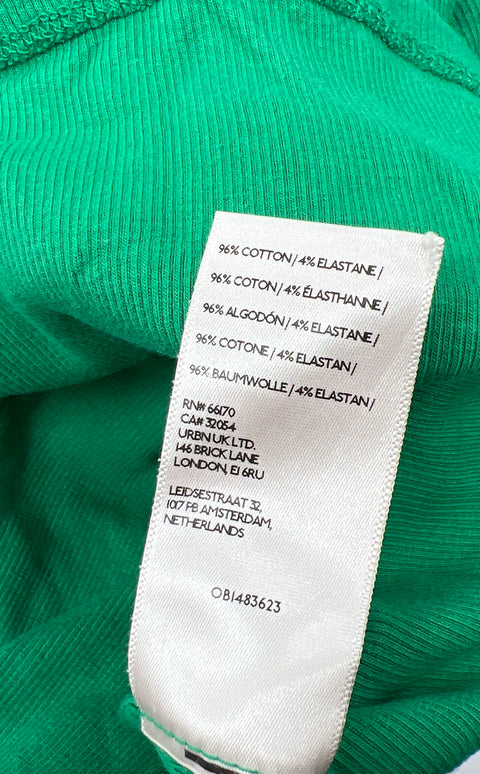 96% COTTON / 4% ELASTANE /
96% COTON / 4% ÉLASTHANNE /
96% ALGODÓN / 4% ELASTANE /
96% COTONE / 4% ELASTAN /
96% BAUMWOLLE / 4% ELASTAN /
RN# 66170
CA# 32054
URBN UK LTD.
146 BRICK LANE
LONDON, E1 6RU
LEIDSESTRAAT 32,
1017 PB AMSTERDAM,
NETHERLANDS
OB1483623